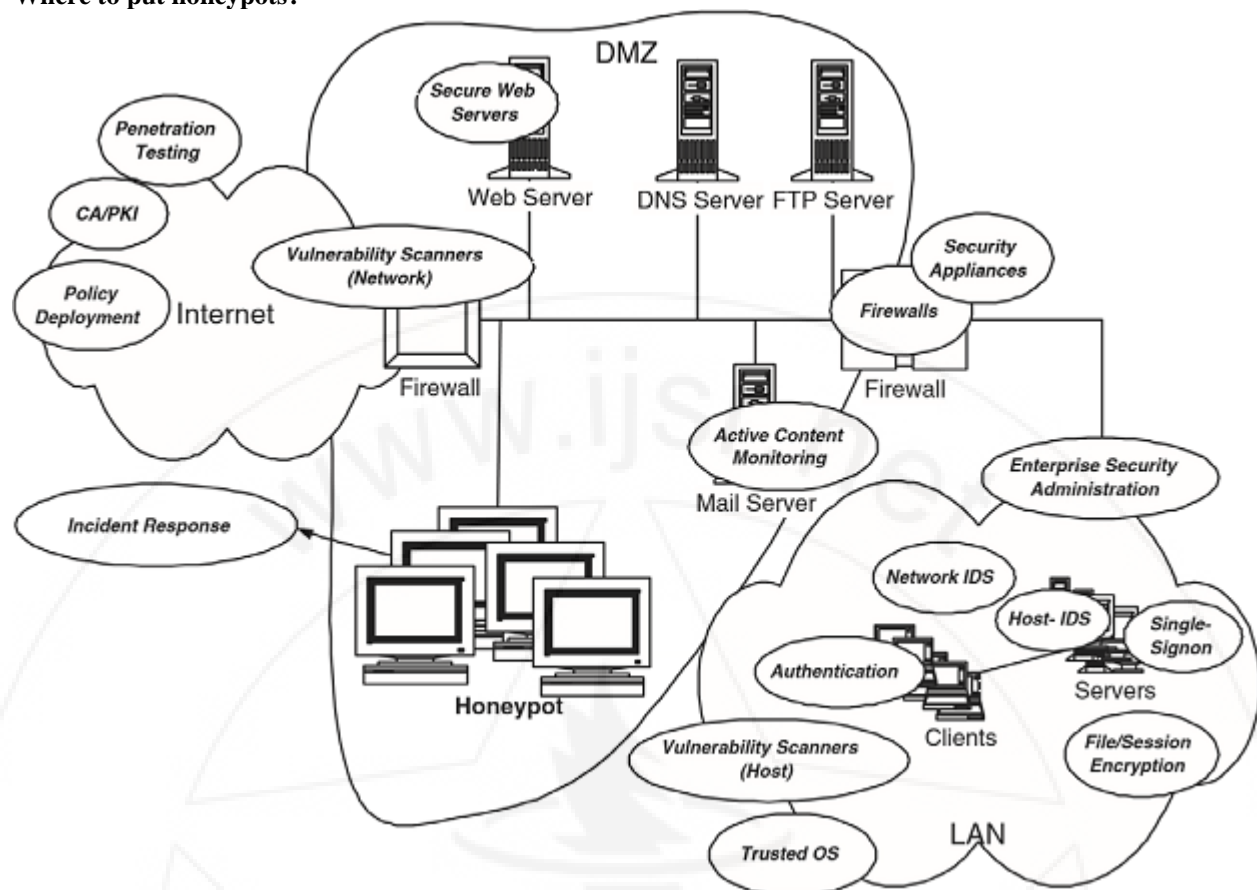 Where to put honeypots?
DMZ
Secure Web
Servers
Penetration
Testing
Web Server
DNS Server
FTP Server
CA/PKI
Vulnerability Scanners
(Network)
Security
Appliances
Policy
Deployment
Internet
Firewalls
Firewall
Firewall
Active Content
Monitoring
Mail Server
Enterprise Security
Administration
Incident Response
Network IDS
Host- IDS
Single-
Signon
Authentication
Servers
Honeypot
Clients
Vulnerability Scanners
(Host)
File/Session
Encryption
LAN
Trusted OS
www.ijsr.net